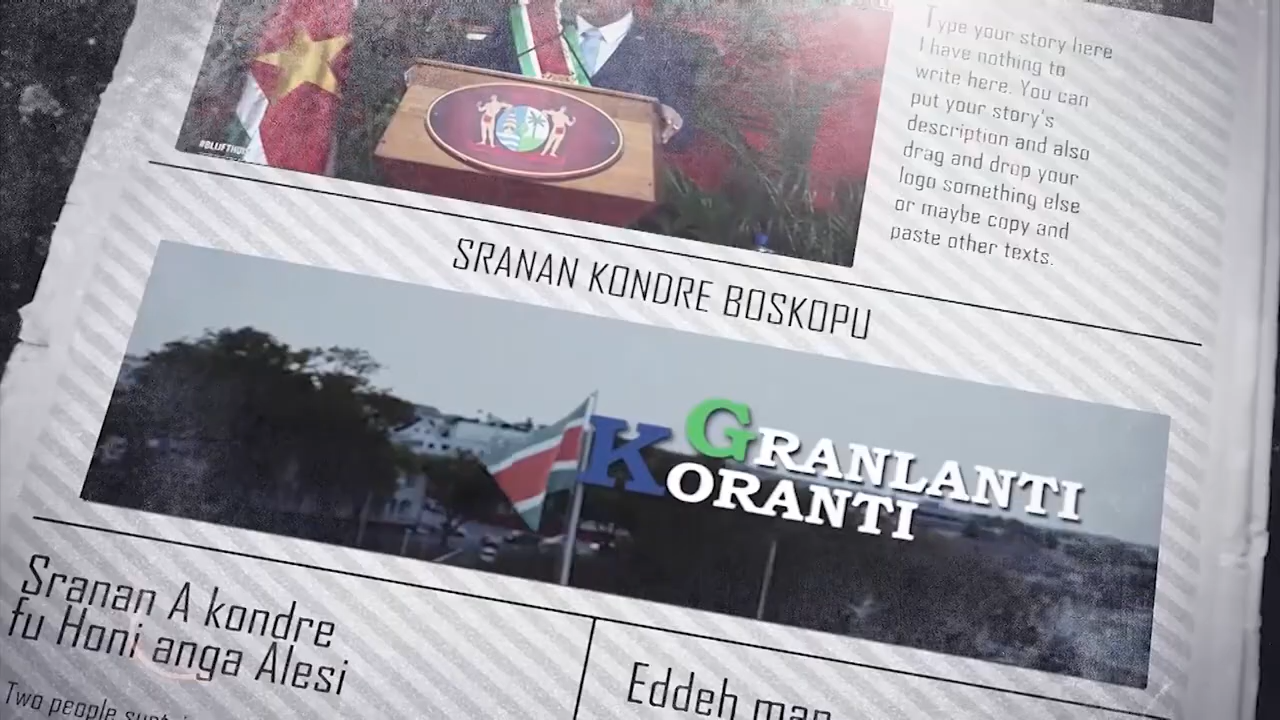 Type your story here
I have nothing to
write here. You can
put your story's
description and also
drag and drop your
logo something else
or maybe copy and
paste other texts.
SRANAN KONDRE BOSKOPU
GRANLANTI
KORANTI
Sranan A kondre
fu Honi anga Alesi
Two people
Eddeh man